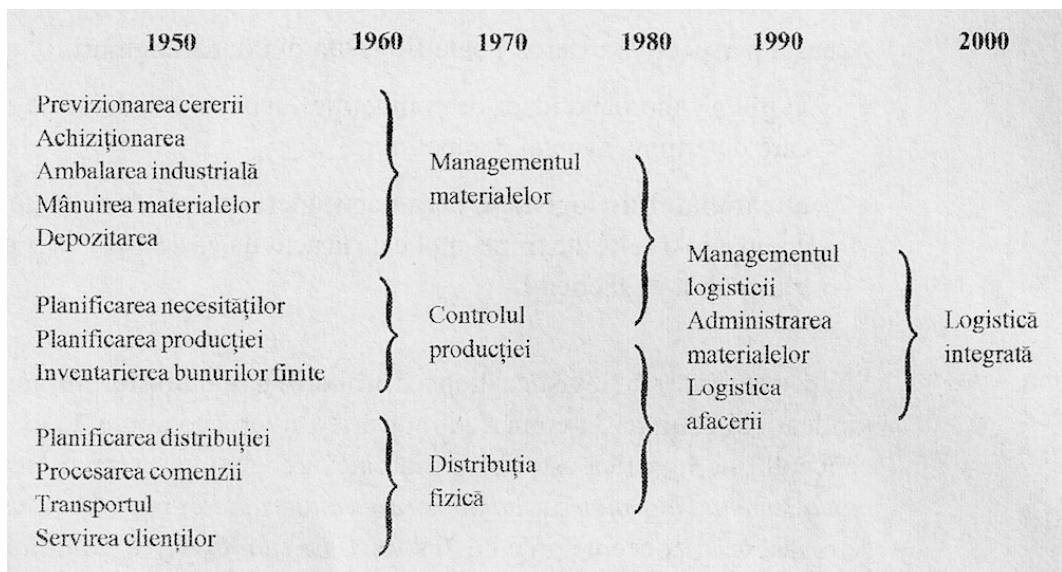 1950 1960 1970 1980 1990 2000
Previzionarea cererii
Achiziționarea
Ambalarea industrială
Mânuirea materialelor
Depozitarea
Planificarea necesităților
Planificarea producției
Inventarierea bunurilor finite
Planificarea distribuției
Procesarea comenzii
Transportul
Servirea clienților
Managementul
materialelor
Controlul
producției
Distribuția
fizică
Managementul
logisticii
Administrarea
materialelor
Logistica
afacerii
Logistică
integrată